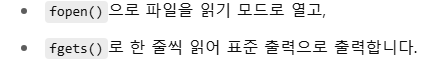 • fopen()으로 파일을 읽기 모드로 열고,
• fgets()로 한 줄씩 읽어 표준 출력으로 출력합니다.